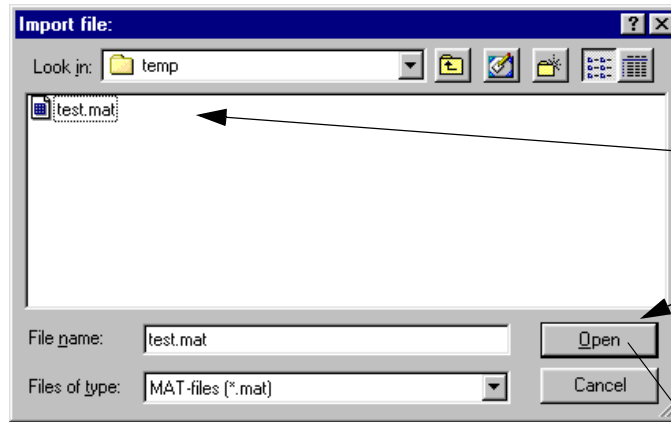 Import file:
Look in: temp
test.mat
File name: test.mat
Open
Files of type: MAT-files (*.mat)
Cancel